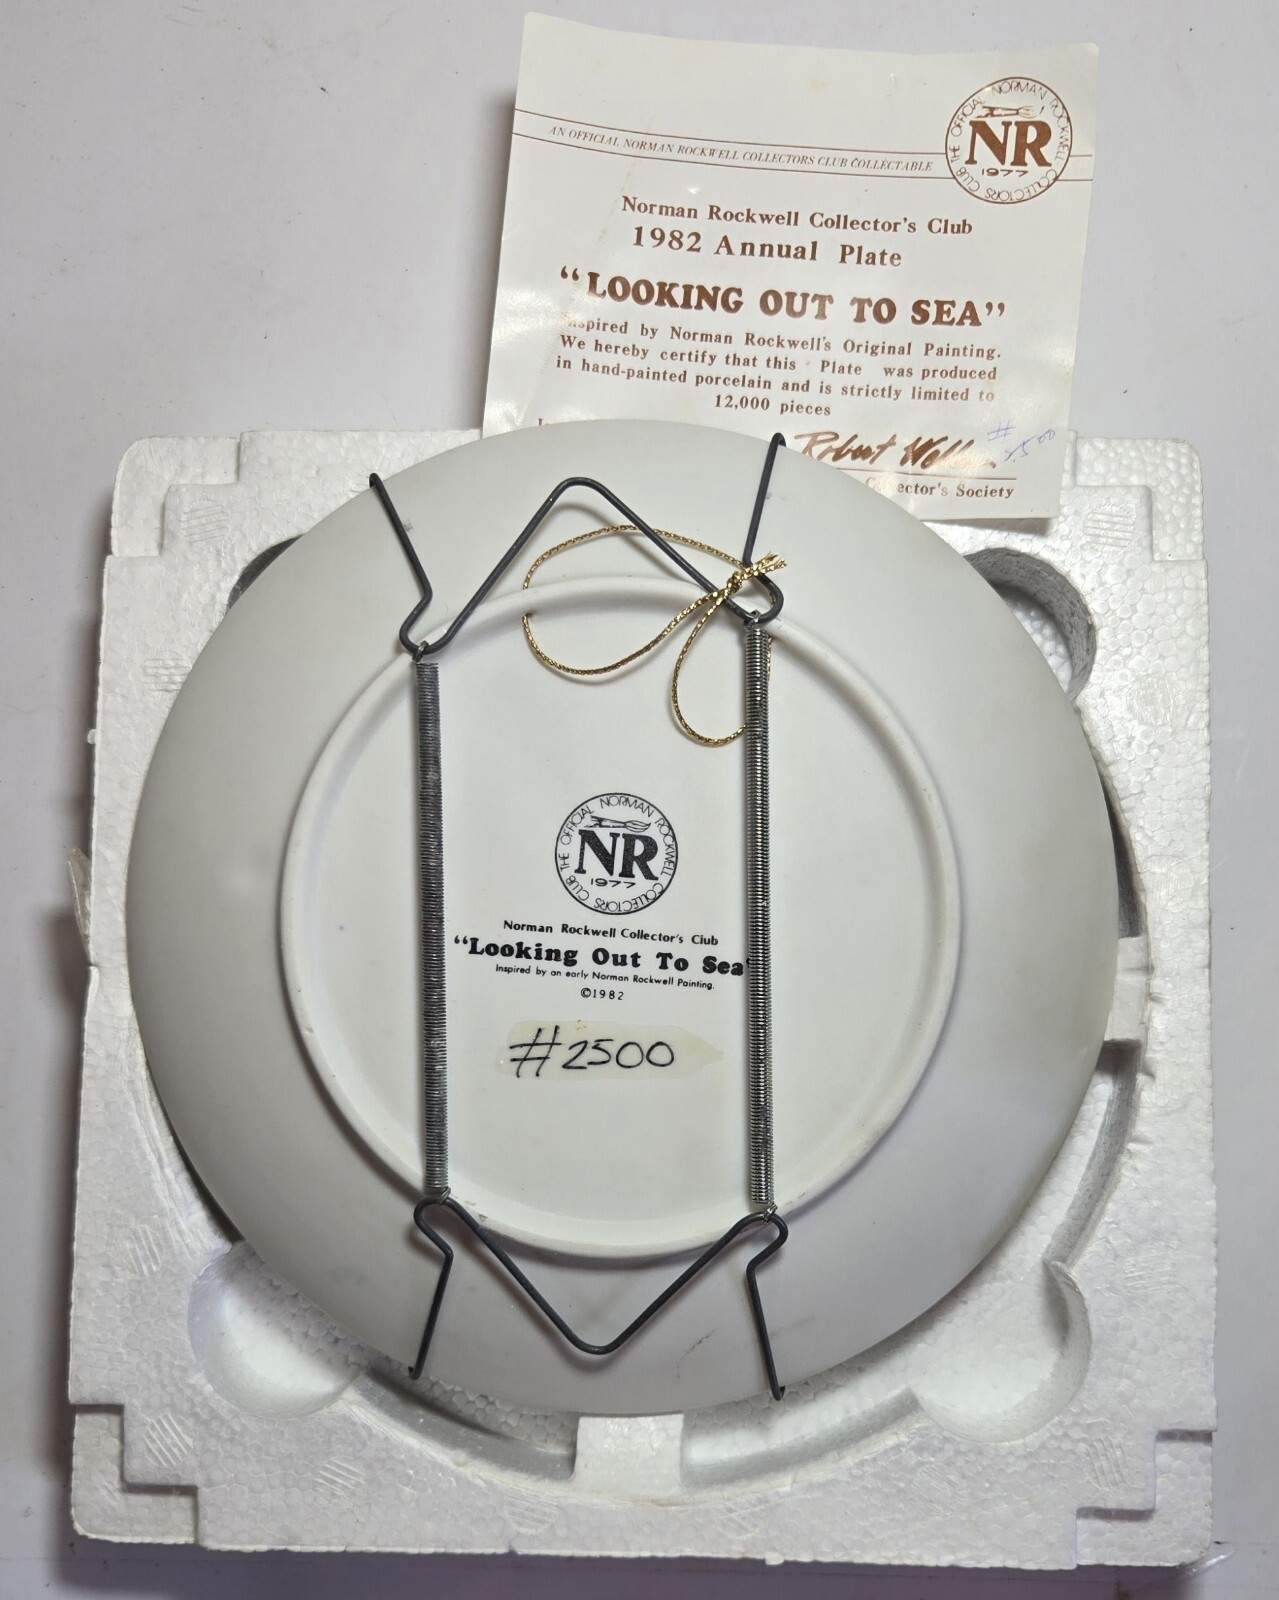 AN OFFICIAL NORMAN ROCKWELL COLLECTORS CLUB COLLECTABLE
THE OFFICIAL NORMAN ROCKWELL COLLECTORS CLUB
NR
1977
Norman Rockwell Collector's Club
1982 Annual Plate
“LOOKING OUT TO SEA”
Inspired by Norman Rockwell's Original Painting.
We hereby certify that this Plate was produced
in hand-painted porcelain and is strictly limited to
12,000 pieces
Robert
#
Collector's Society
THE OFFICIAL NORMAN ROCKWELL COLLECTORS CLUB
NR
1977
Norman Rockwell Collector's Club
“Looking Out To Sea”
Inspired by an early Norman Rockwell Painting.
©1982
#2500